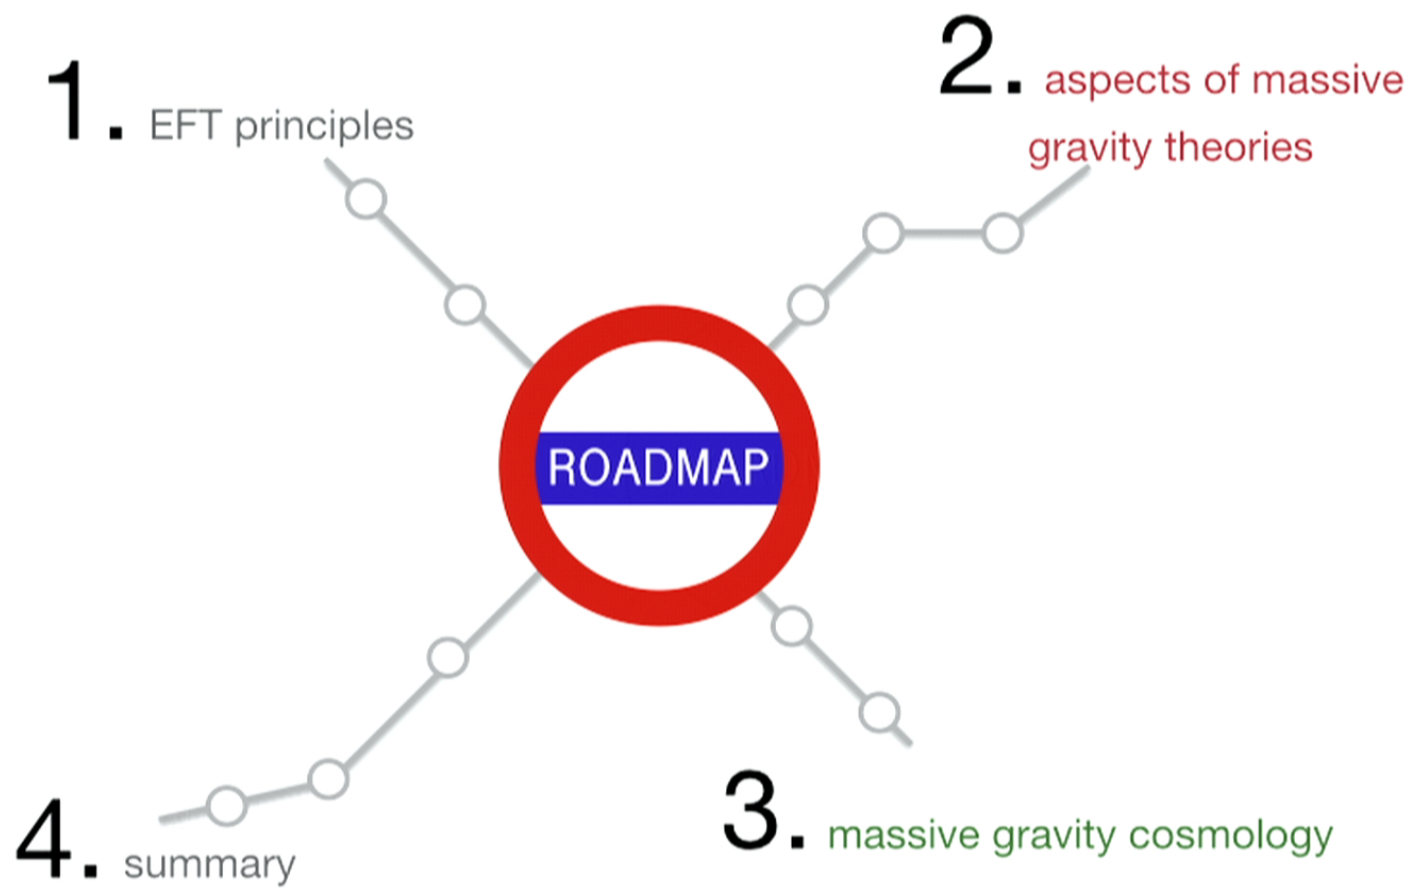 1. EFT principles
2. aspects of massive
gravity theories
ROADMAP
3. massive gravity cosmology
4. summary